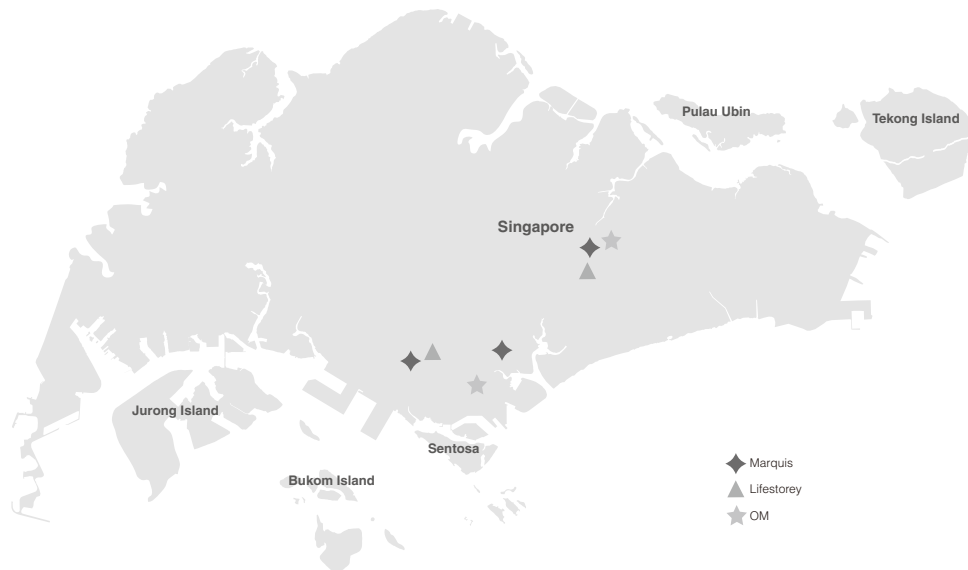 Pulau Ubin
Tekong Island
Singapore
Jurong Island
Sentosa
Bukom Island
Marquis
Lifestorey
OM